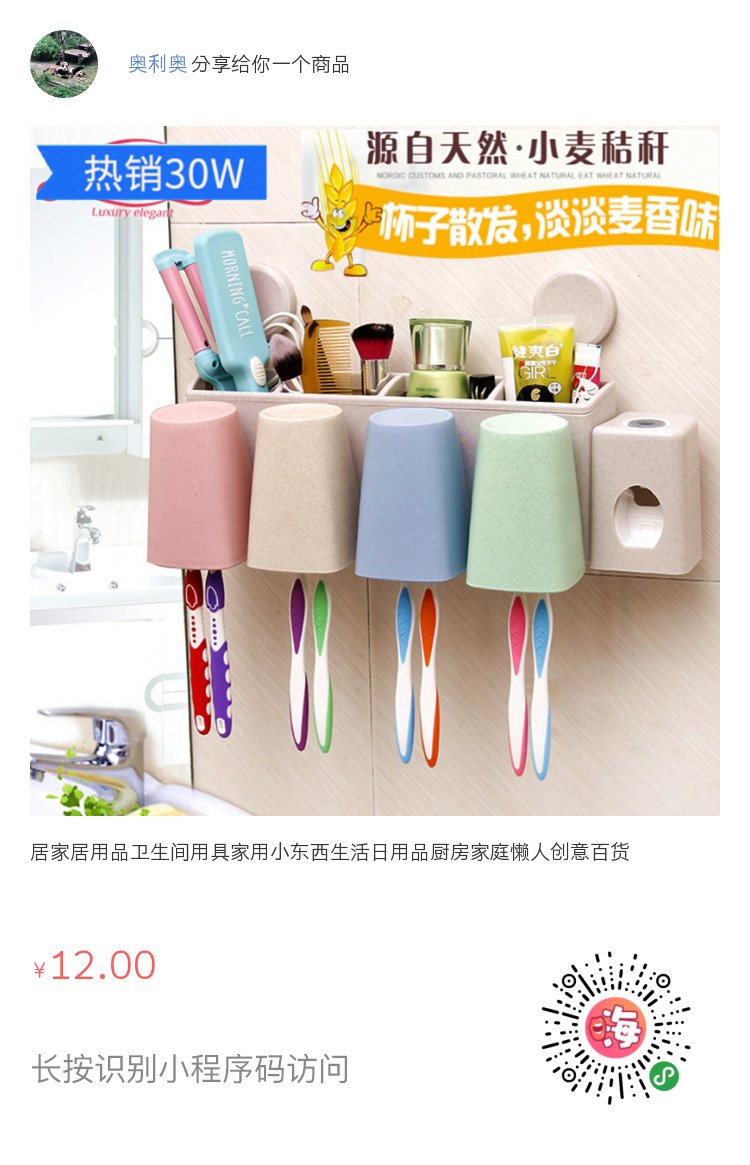 奥利奥 分享给你一个商品
热销30W
Luxury elegant
源自天然·小麦秸秆
NORDIC CUSTOMS AND PASTORAL WHEAT NATURAL EAT WHEAT NATURAL
杯子散发,淡淡麦香味
MORNING CALL
健爽白
GIRL
居家居用品卫生间用具家用小东西生活日用品厨房家庭懒人创意百货
¥12.00
长按识别小程序码访问
嗨